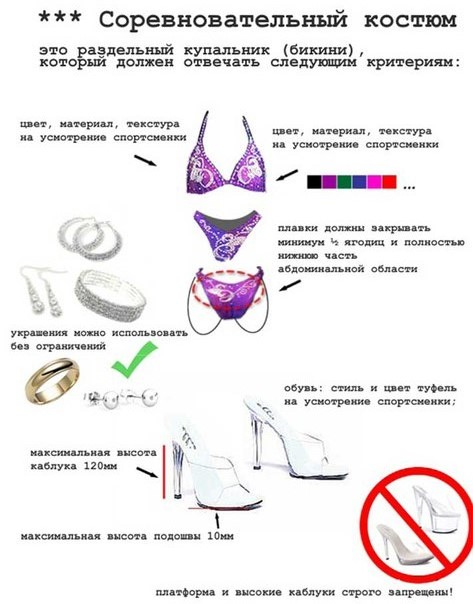 *** Соревновательный костюм
это раздельный купальник (бикини),
который должен отвечать следующим критериям:
цвет, материал, текстура
на усмотрение спортсменки
цвет, материал, текстура
на усмотрение спортсменки
...
плавки должны закрывать
минимум ½ ягодиц и полностью
нижнюю часть
абдоминальной области
украшения можно использовать
без ограничений
обувь: стиль и цвет туфель
на усмотрение спортсменки;
максимальная высота
каблука 120мм
максимальная высота подошвы 10мм
платформа и высокие каблуки строго запрещены!